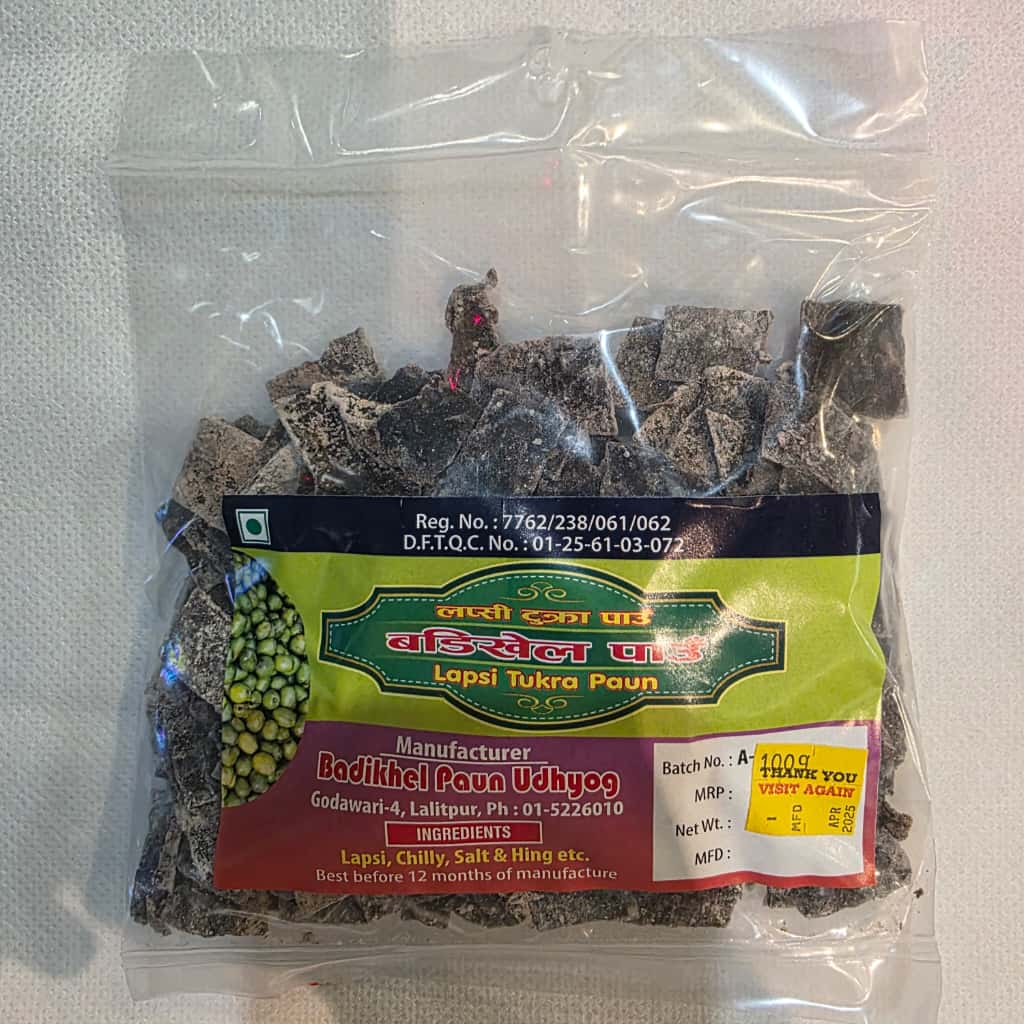 Reg. No. : 7762/238/061/062
D.F.T.Q.C. No. : 01-25-61-03-072
लप्सी टुक्रा पाउँ
बडिखेल पाउँ
Lapsi Tukra Paun
Manufacturer
Badikhel Paun Udhyog
Godawari-4, Lalitpur, Ph : 01-5226010
INGREDIENTS
Lapsi, Chilly, Salt & Hing etc.
Best before 12 months of manufacture
Batch No. : A-
MRP :
Net Wt. :
MFD :
100g
THANK YOU
VISIT AGAIN
MFD
APR
2025